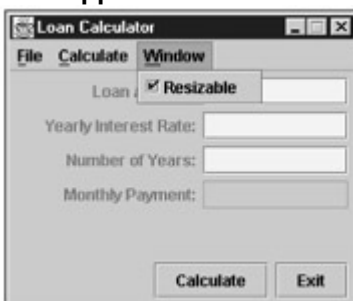 Loan Calculator
File Calculate Window
Resizable
Loan
Yearly Interest Rate:
Number of Years:
Monthly Payment:
Calculate Exit